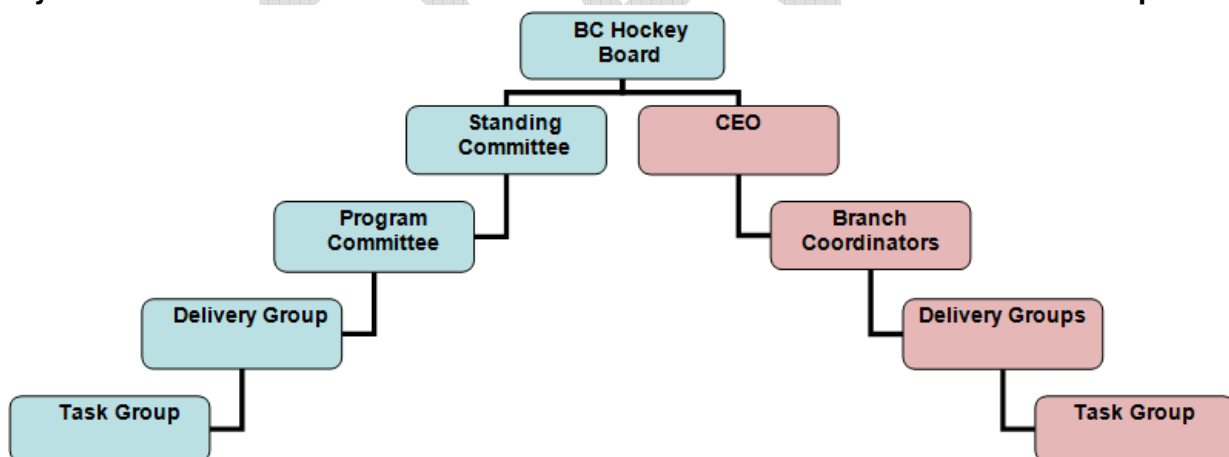 BC Hockey
Board
Standing
Committee
CEO
Program
Committee
Branch
Coordinators
Delivery Group
Delivery Groups
Task Group
Task Group